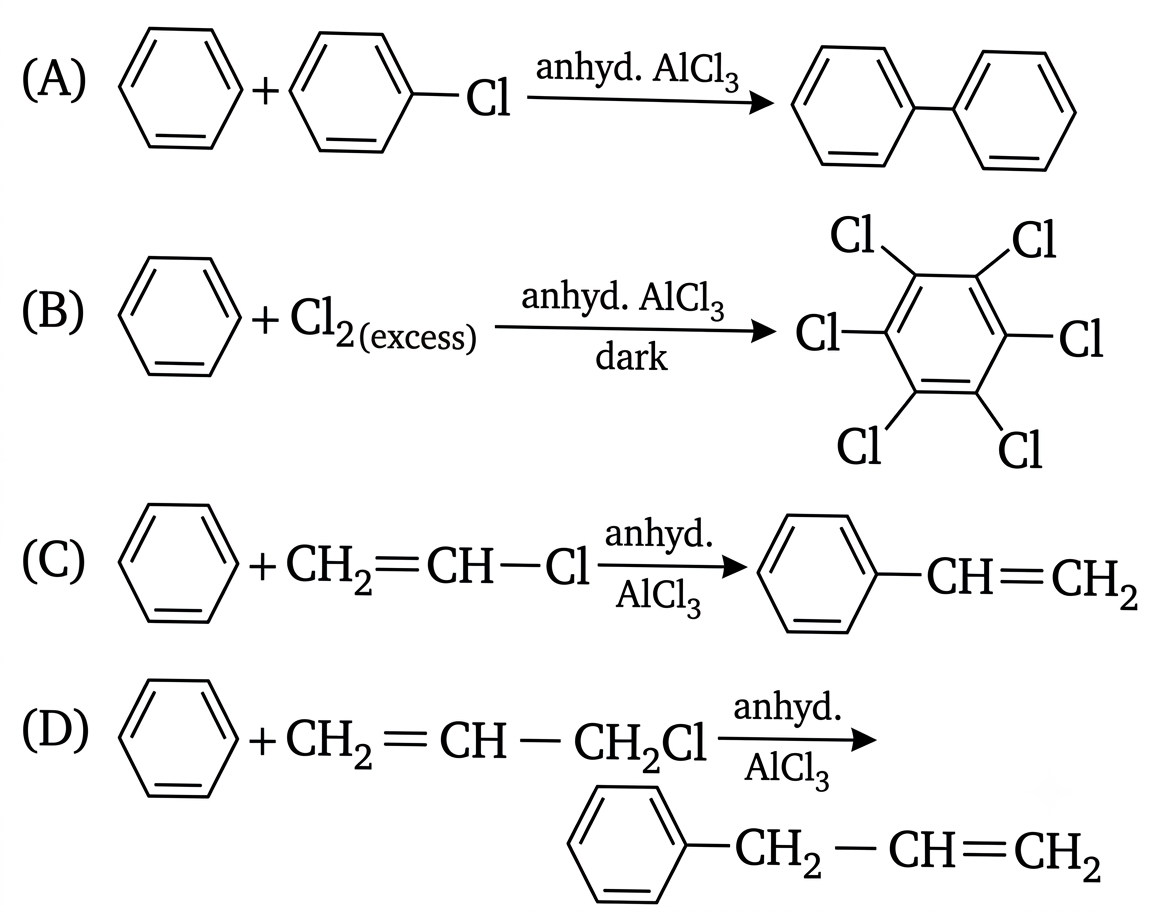 (A) + Cl anhyd. AlCl₃
Cl Cl
(B) + Cl₂(excess) anhyd. AlCl₃ dark Cl Cl
Cl Cl
(C) + CH₂=CH—Cl anhyd. AlCl₃ CH=CH₂
(D) + CH₂=CH—CH₂Cl anhyd. AlCl₃
CH₂—CH=CH₂